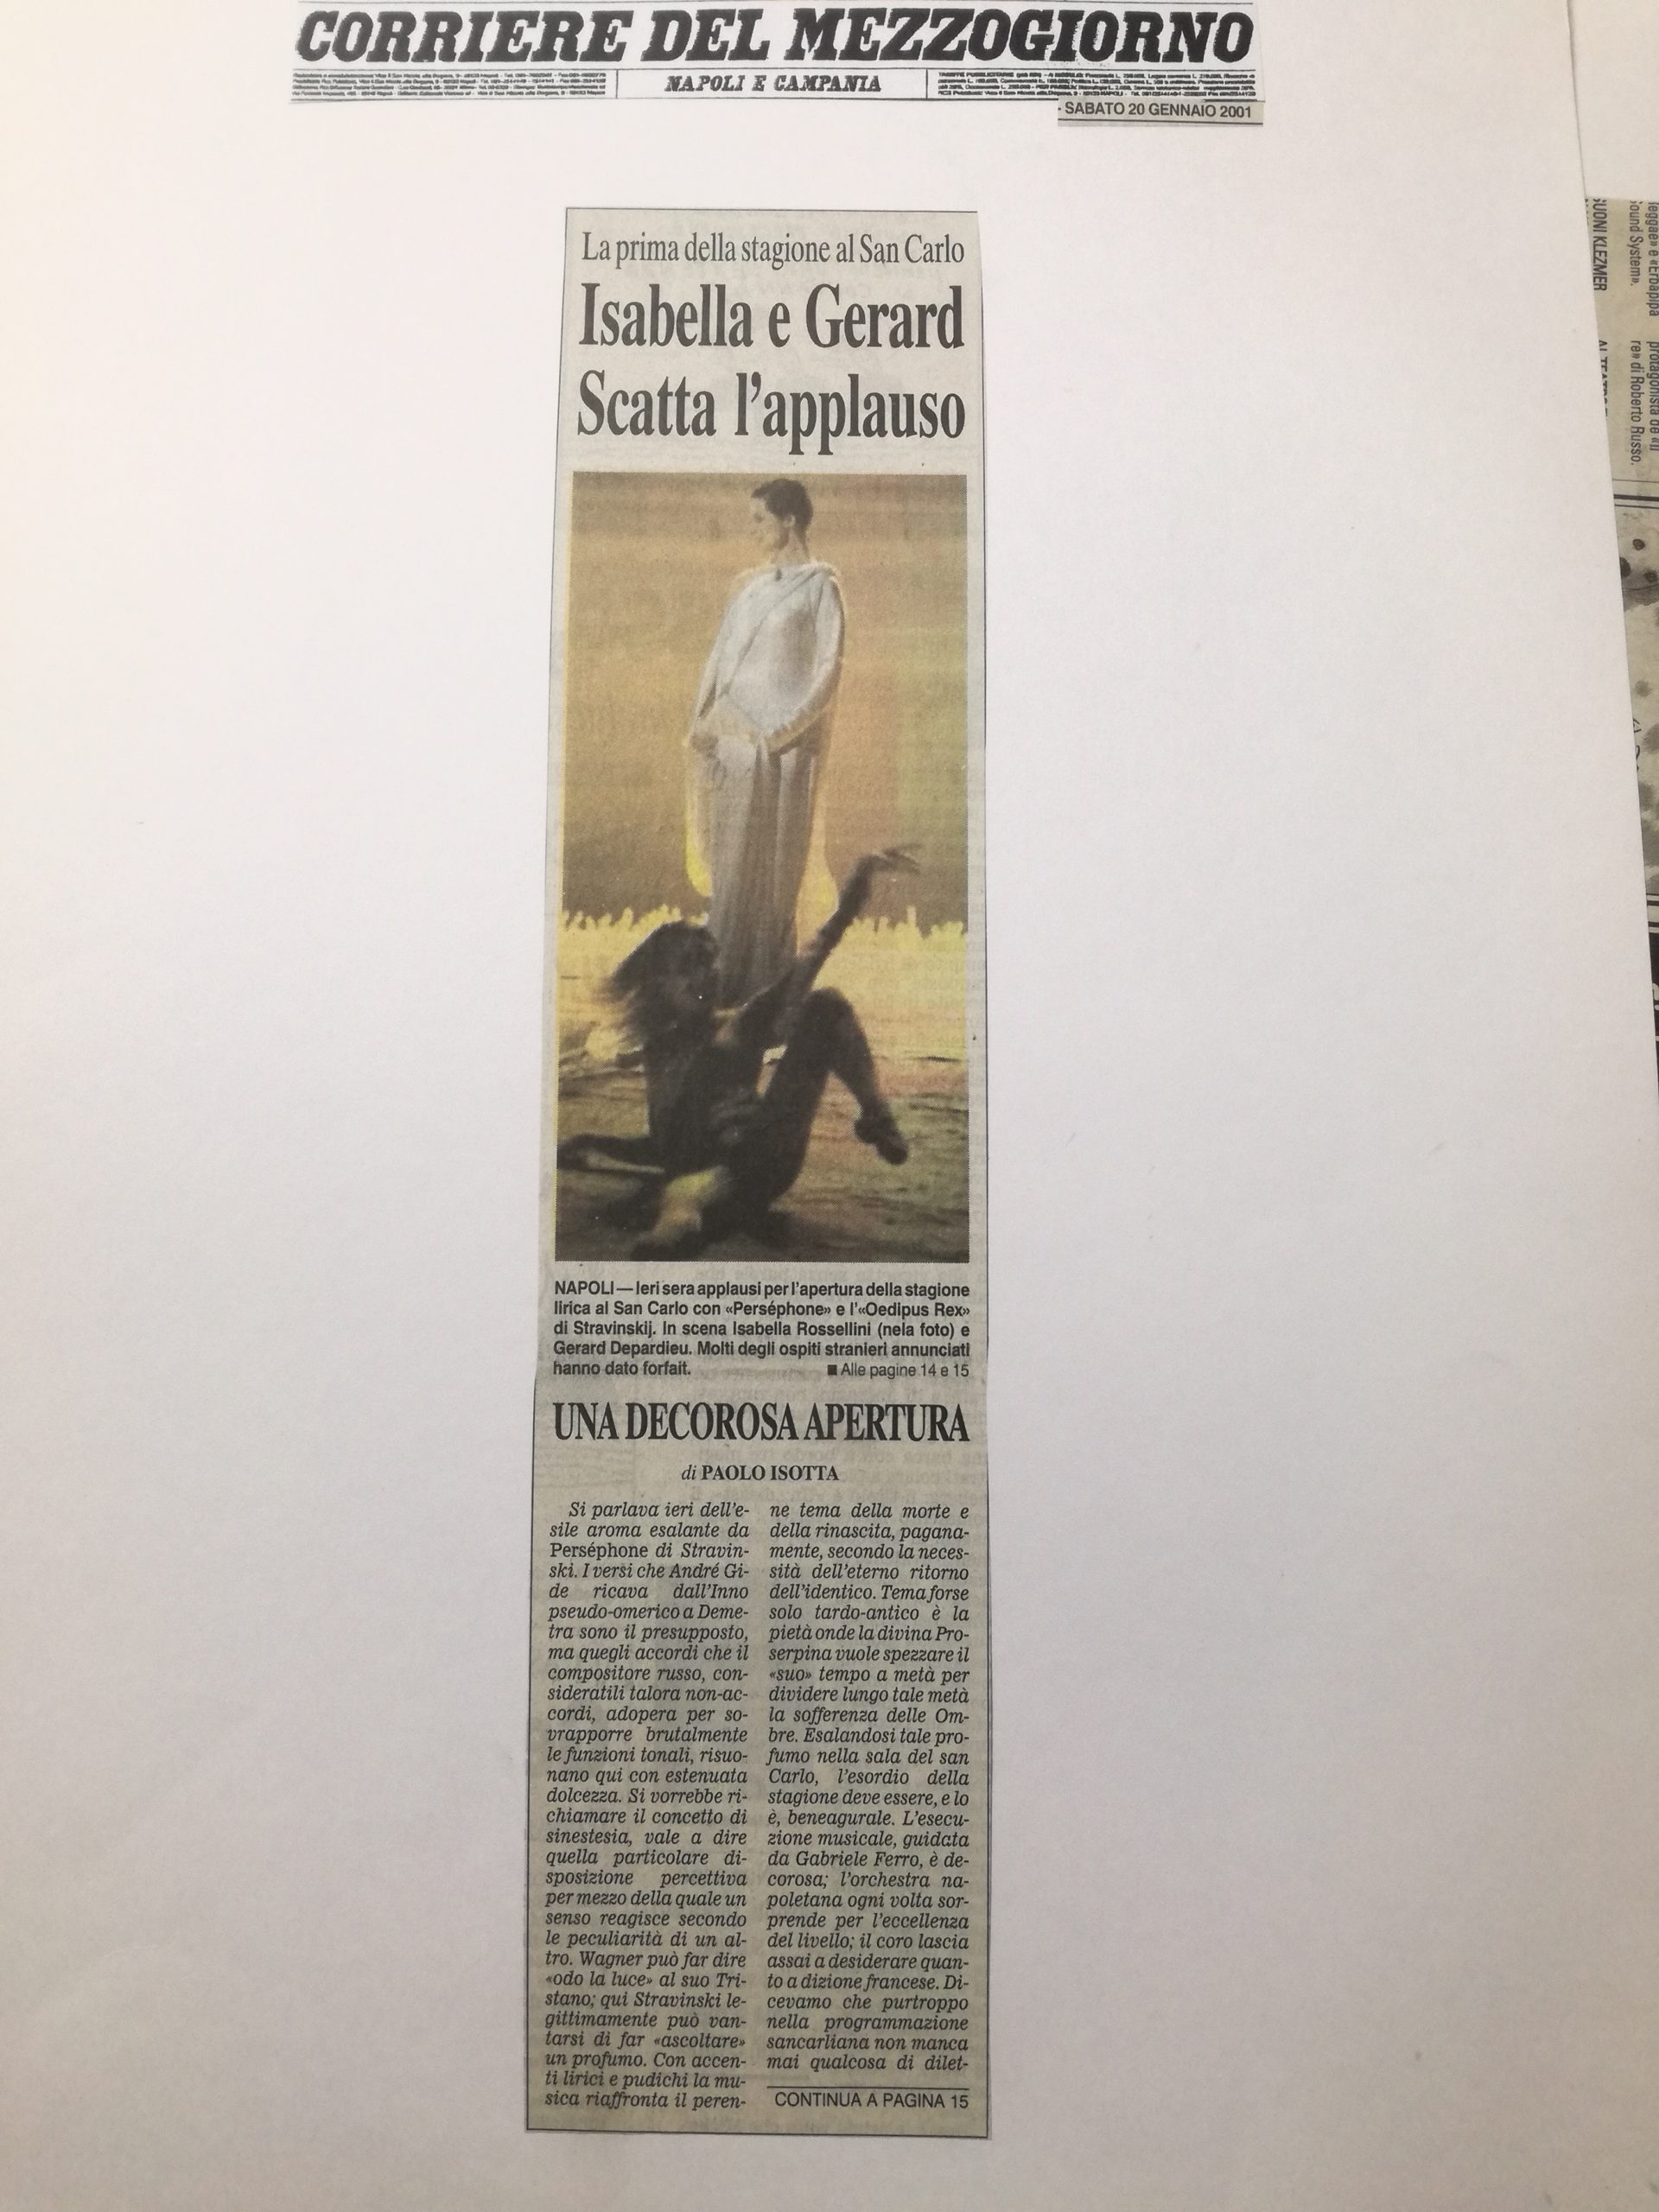 CORRIERE DEL MEZZOGIORNO
NAPOLI E CAMPANIA
SABATO 20 GENNAIO 2001
La prima della stagione al San Carlo
Isabella e Gerard
Scatta l'applauso
NAPOLI — Ieri sera applausi per l'apertura della stagione
lirica al San Carlo con «Perséphone» e l'«Oedipus Rex»
di Stravinskij. In scena Isabella Rossellini (nela foto) e
Gerard Depardieu. Molti degli ospiti stranieri annunciati
hanno dato forfait. ■ Alle pagine 14 e 15
UNA DECOROSA APERTURA
di PAOLO ISOTTA
Si parlava ieri dell'e-
sile aroma esalante da
Perséphone di Stravin-
ski. I versi che André Gi-
de ricava dall'Inno
pseudo-omerico a Deme-
tra sono il presupposto,
ma quegli accordi che il
compositore russo, con-
sideratili talora non-ac-
cordi, adopera per so-
vrapporre brutalmente
le funzioni tonali, risuo-
nano qui con estenuata
dolcezza. Si vorrebbe ri-
chiamare il concetto di
sinestesia, vale a dire
quella particolare di-
sposizione percettiva
per mezzo della quale un
senso reagisce secondo
le peculiarità di un al-
tro. Wagner può far dire
«odo la luce» al suo Tri-
stano; qui Stravinski le-
gittimamente può van-
tarsi di far «ascoltare»
un profumo. Con accen-
ti lirici e pudichi la mu-
sica riaffronta il peren-
ne tema della morte e
della rinascita, pagana-
mente, secondo la neces-
sità dell'eterno ritorno
dell'identico. Tema forse
solo tardo-antico è la
pietà onde la divina Pro-
serpina vuole spezzare il
«suo» tempo a metà per
dividere lungo tale metà
la sofferenza delle Om-
bre. Esalandosi tale pro-
fumo nella sala del san
Carlo, l'esordio della
stagione deve essere, e lo
è, beneagurale. L'esecu-
zione musicale, guidata
da Gabriele Ferro, è de-
corosa; l'orchestra na-
poletana ogni volta sor-
prende per l'eccellenza
del livello; il coro lascia
assai a desiderare quan-
to a dizione francese. Di-
cevamo che purtroppo
nella programmazione
sancarliana non manca
mai qualcosa di dilet-
CONTINUA A PAGINA 15
Sound System».
SUONI KLEZMER
re» di Roberto Russo.